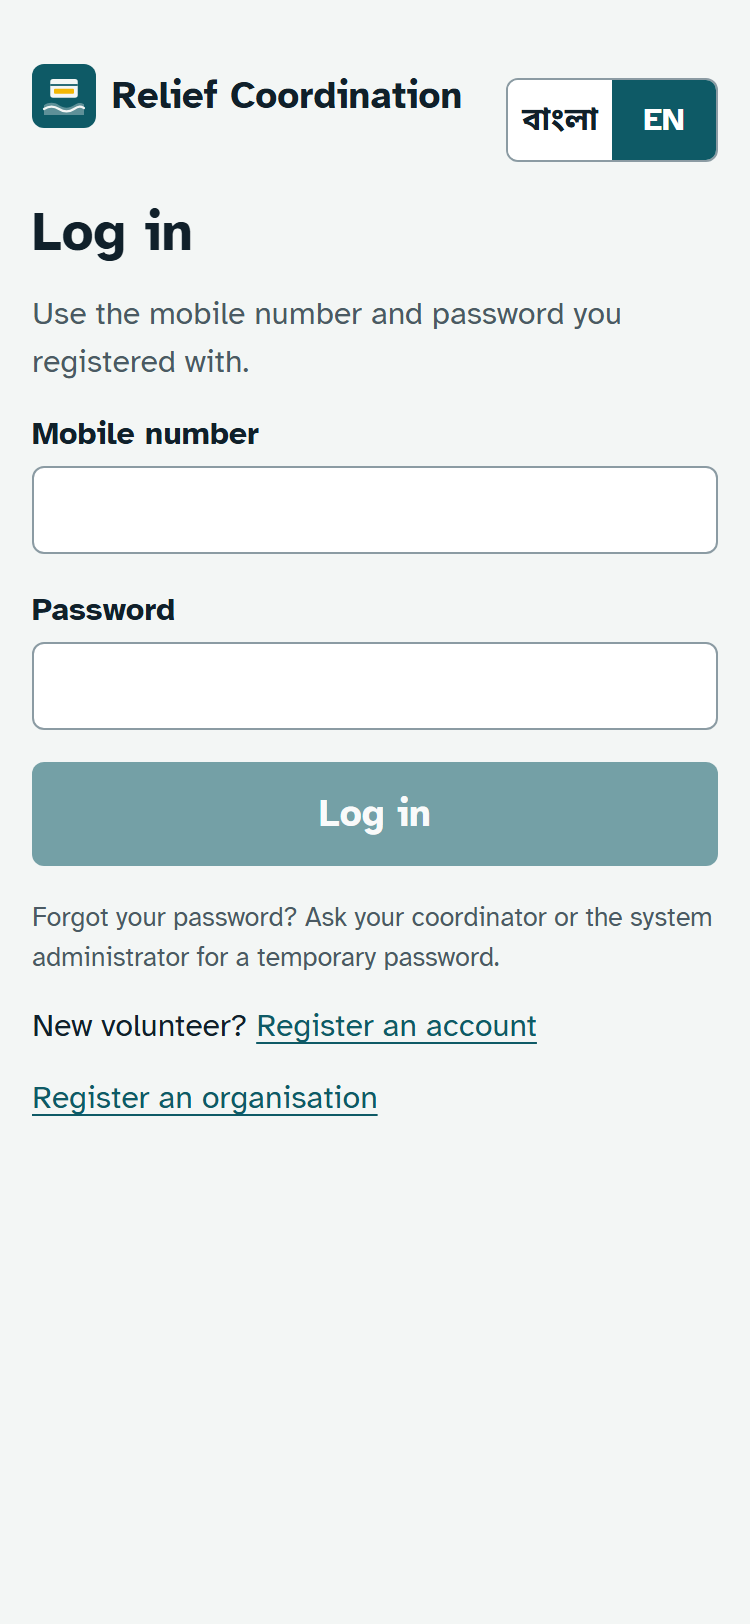 Relief Coordination
বাংলা
EN
Log in
Use the mobile number and password you
registered with.
Mobile number
Password
Log in
Forgot your password? Ask your coordinator or the system
administrator for a temporary password.
New volunteer? Register an account
Register an organisation